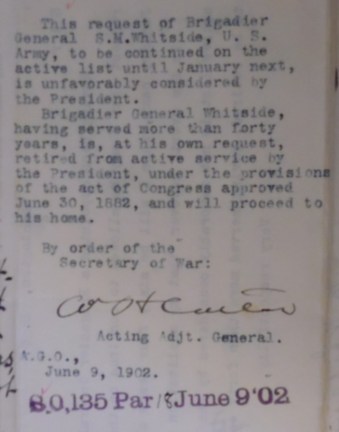 This request of Brigadier
General S.M.Whitside, U. S.
Army, to be continued on the
active list until January next,
is unfavorably considered by
the President.
Brigadier General Whitside,
having served more than forty
years, is, at his own request,
retired from active service by
the President, under the provisions
of the act of Congress approved
June 30, 1882, and will proceed to
his home.
By order of the
Secretary of War:
Acting Adjt. General.
A.G.O.,
June 9, 1902.
S.O,135 Par June 9'02